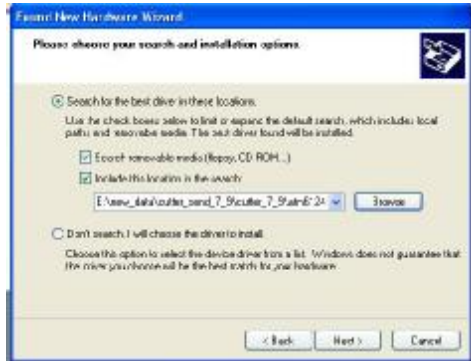 Found New Hardware Wizard
Please choose your search and installation options.
Search for the best driver in these locations.
Use the check boxes below to limit or expand the default search, which includes local
paths and removable media. The best driver found will be installed.
Search removable media (floppy, CD-ROM...)
Include this location in the search:
E:\new_data\cutter_send_7_9\cutter_7_9\
Browse
Don't search. I will choose the driver to install.
Choose this option to select the device driver from a list. Windows does not guarantee that
the driver you choose will be the best match for your hardware.
< Back
Next >
Cancel